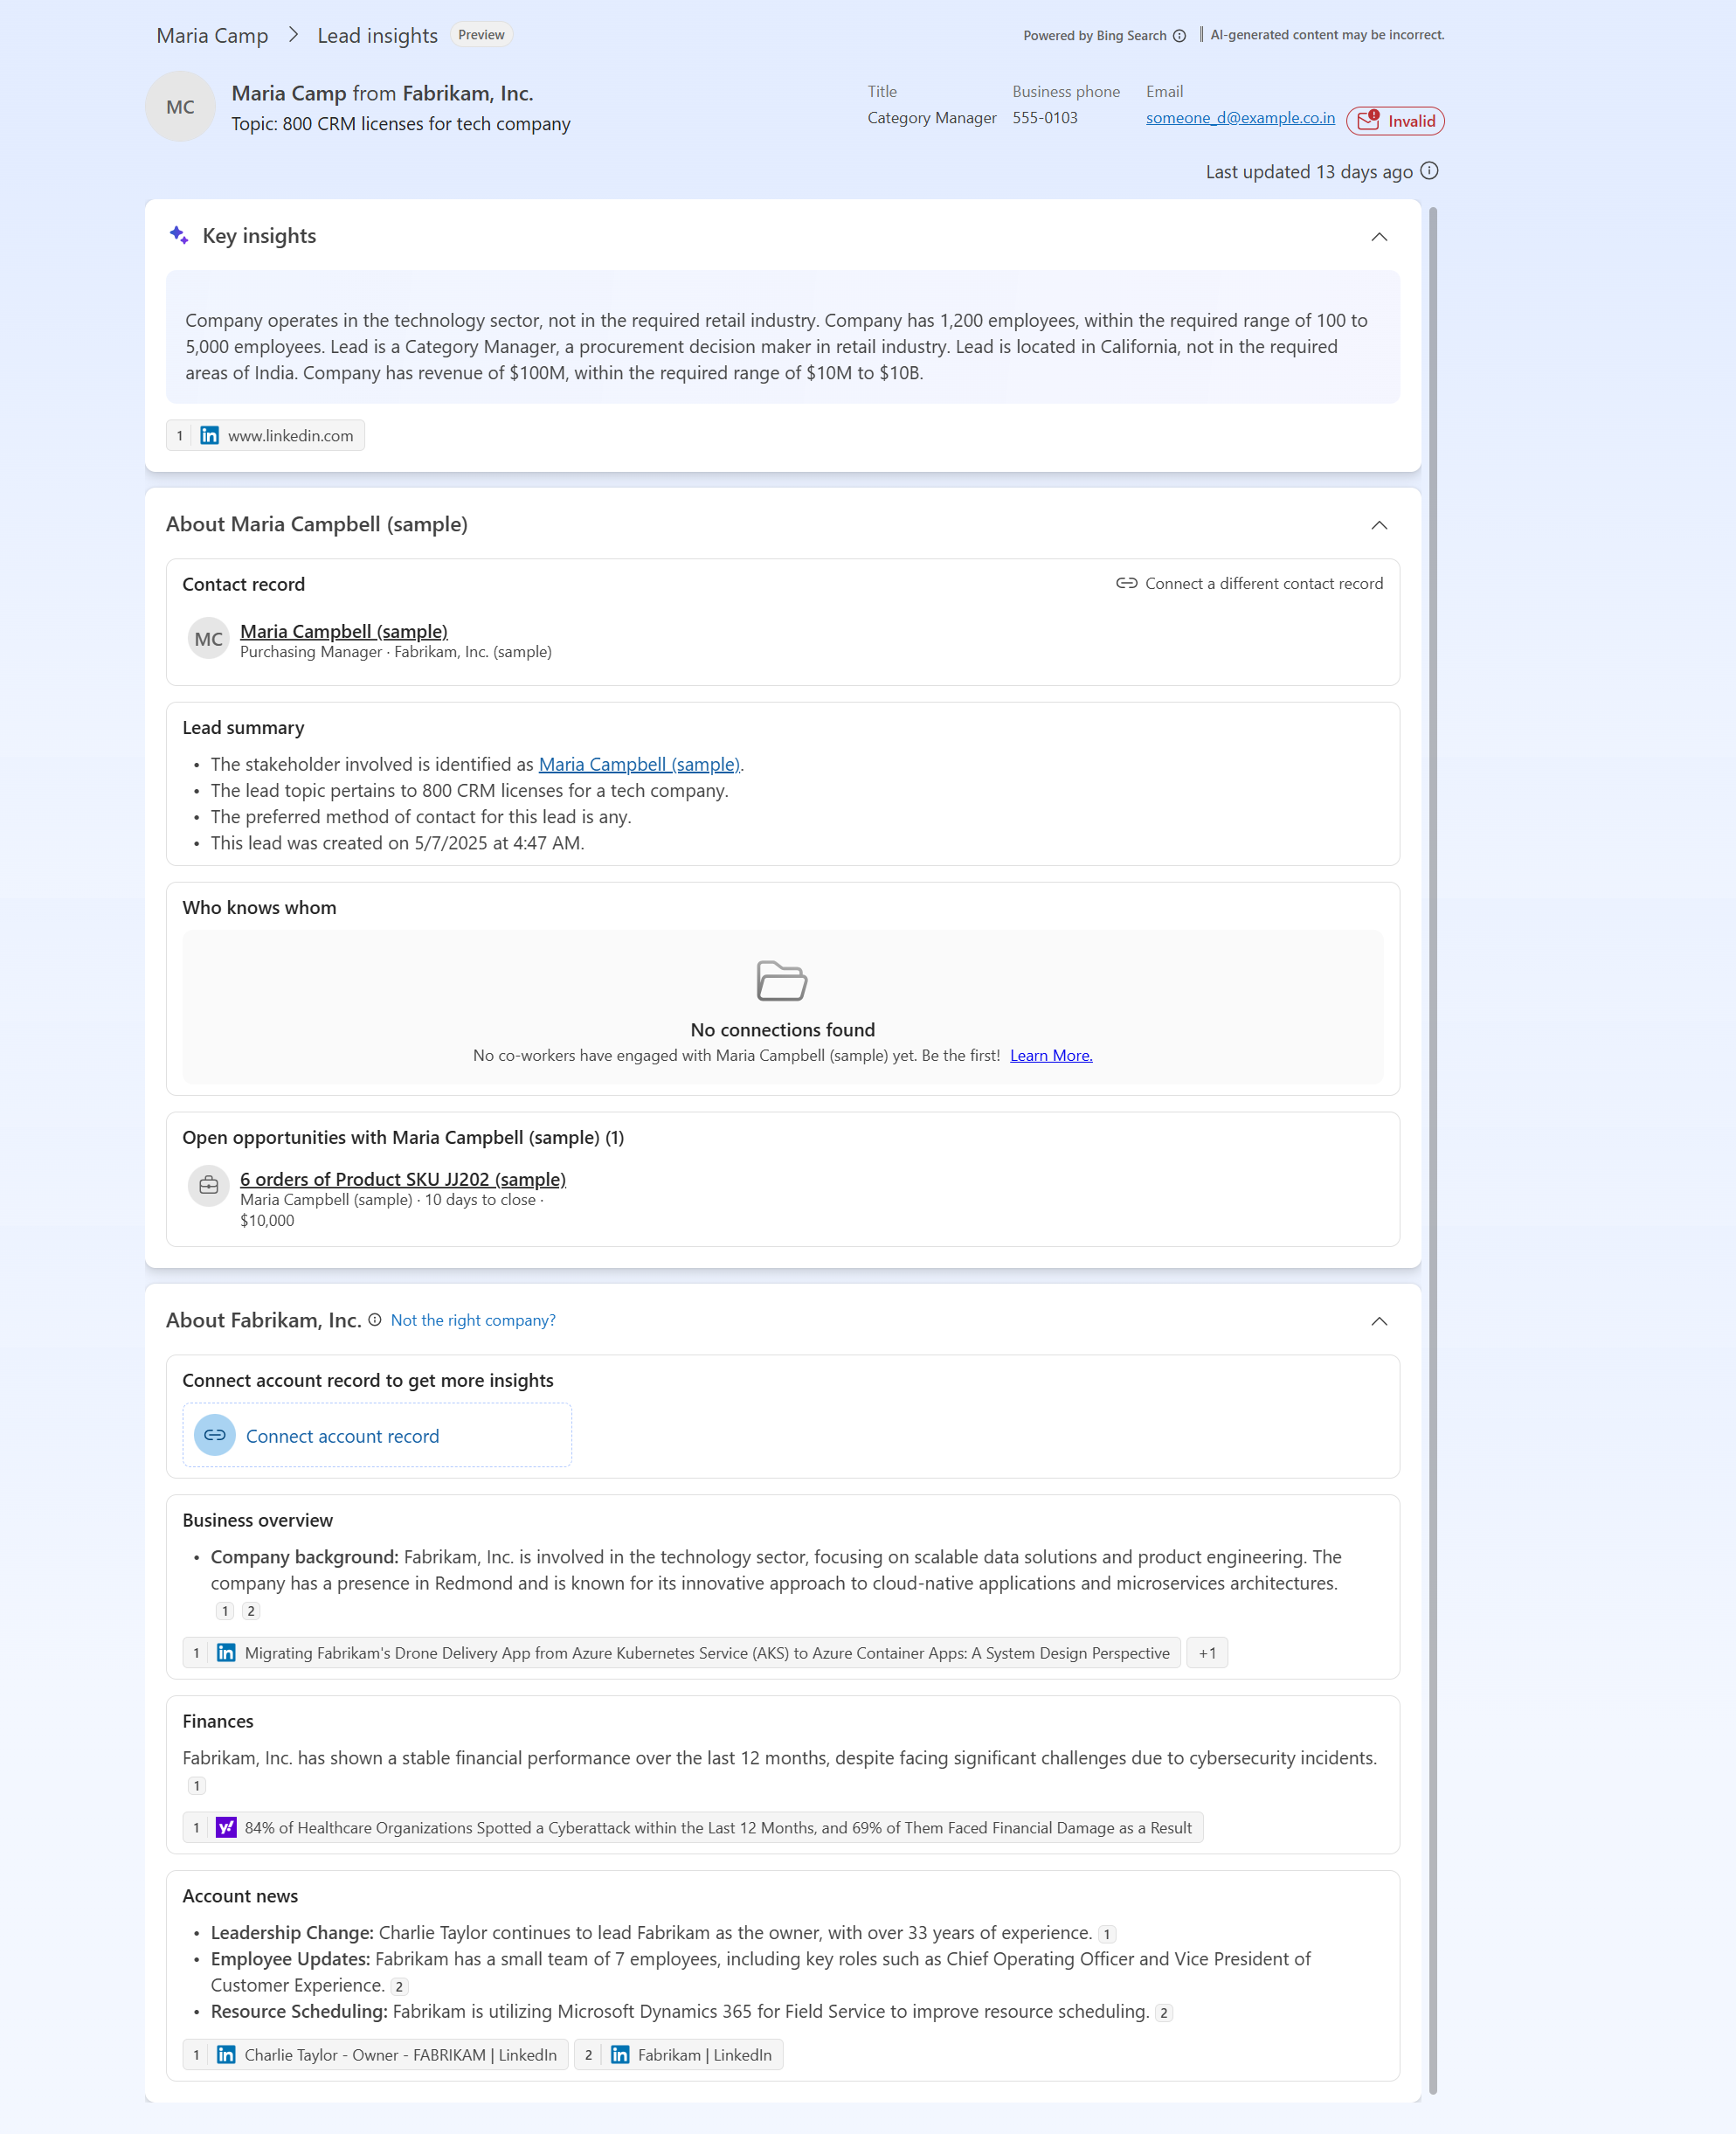 Maria Camp > Lead insights Preview
Powered by Bing Search | AI-generated content may be incorrect.
MC
Maria Camp from Fabrikam, Inc.
Topic: 800 CRM licenses for tech company
Title Business phone Email
Category Manager 555-0103 someone_d@example.co.in Invalid
Last updated 13 days ago
Key insights
Company operates in the technology sector, not in the required retail industry. Company has 1,200 employees, within the required range of 100 to
5,000 employees. Lead is a Category Manager, a procurement decision maker in retail industry. Lead is located in California, not in the required
areas of India. Company has revenue of $100M, within the required range of $10M to $10B.
1 www.linkedin.com
About Maria Campbell (sample)
Contact record
Connect a different contact record
MC
Maria Campbell (sample)
Purchasing Manager · Fabrikam, Inc. (sample)
Lead summary
• The stakeholder involved is identified as Maria Campbell (sample).
• The lead topic pertains to 800 CRM licenses for a tech company.
• The preferred method of contact for this lead is any.
• This lead was created on 5/7/2025 at 4:47 AM.
Who knows whom
No connections found
No co-workers have engaged with Maria Campbell (sample) yet. Be the first! Learn More.
Open opportunities with Maria Campbell (sample) (1)
6 orders of Product SKU JJ202 (sample)
Maria Campbell (sample) · 10 days to close ·
$10,000
About Fabrikam, Inc. Not the right company?
Connect account record to get more insights
Connect account record
Business overview
• Company background: Fabrikam, Inc. is involved in the technology sector, focusing on scalable data solutions and product engineering. The
company has a presence in Redmond and is known for its innovative approach to cloud-native applications and microservices architectures.
1 2
1 Migrating Fabrikam's Drone Delivery App from Azure Kubernetes Service (AKS) to Azure Container Apps: A System Design Perspective +1
Finances
Fabrikam, Inc. has shown a stable financial performance over the last 12 months, despite facing significant challenges due to cybersecurity incidents.
1
1 84% of Healthcare Organizations Spotted a Cyberattack within the Last 12 Months, and 69% of Them Faced Financial Damage as a Result
Account news
• Leadership Change: Charlie Taylor continues to lead Fabrikam as the owner, with over 33 years of experience. 1
• Employee Updates: Fabrikam has a small team of 7 employees, including key roles such as Chief Operating Officer and Vice President of
Customer Experience. 2
• Resource Scheduling: Fabrikam is utilizing Microsoft Dynamics 365 for Field Service to improve resource scheduling. 2
1 Charlie Taylor - Owner - FABRIKAM | LinkedIn 2 Fabrikam | LinkedIn